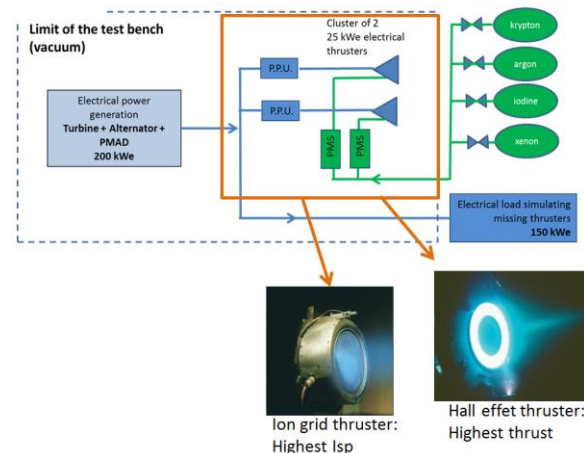 Limit of the test bench
(vacuum)
Cluster of 2
25 kWe electrical
thrusters
P.P.U.
P.P.U.
Electrical power
generation
Turbine + Alternator +
PMAD
200 kWe
PMS
PMS
krypton
argon
iodine
xenon
Electrical load simulating
missing thrusters
150 kWe
Ion grid thruster:
Highest Isp
Hall effet thruster:
Highest thrust